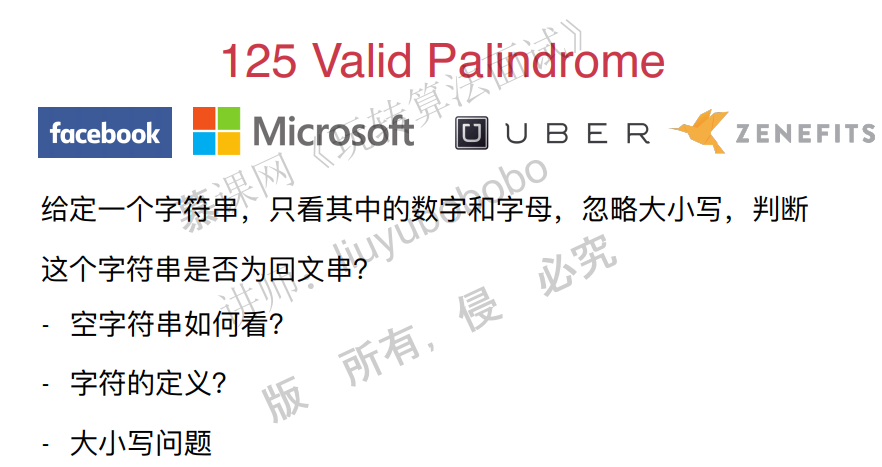 125 Valid Palindrome
facebook
Microsoft
UBER
ZENEFITS
给定一个字符串，只看其中的数字和字母，忽略大小写，判断
这个字符串是否为回文串？
- 空字符串如何看？
- 字符的定义？
- 大小写问题
慕课网《玩转算法面试》
讲师：liuyubobobo
版 所有，侵 必究